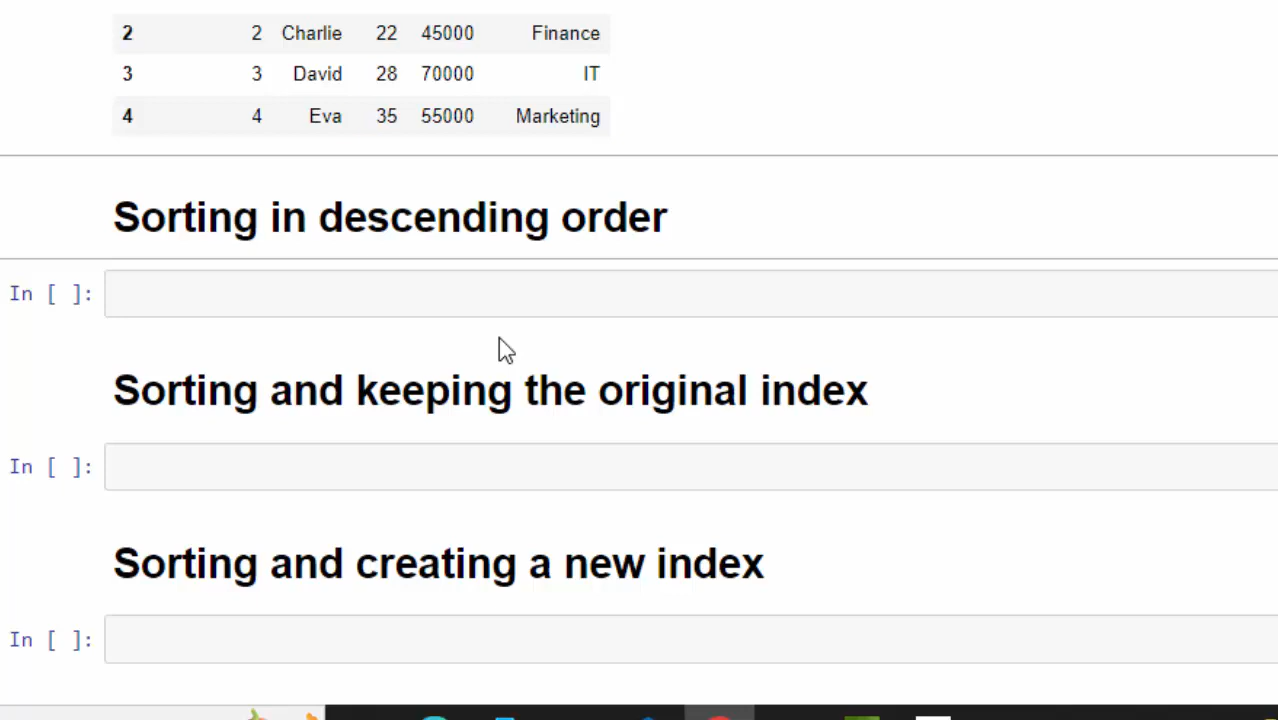 2 2 Charlie 22 45000 Finance
3 3 David 28 70000 IT
4 4 Eva 35 55000 Marketing
Sorting in descending order
In [ ]:
Sorting and keeping the original index
In [ ]:
Sorting and creating a new index
In [ ]: